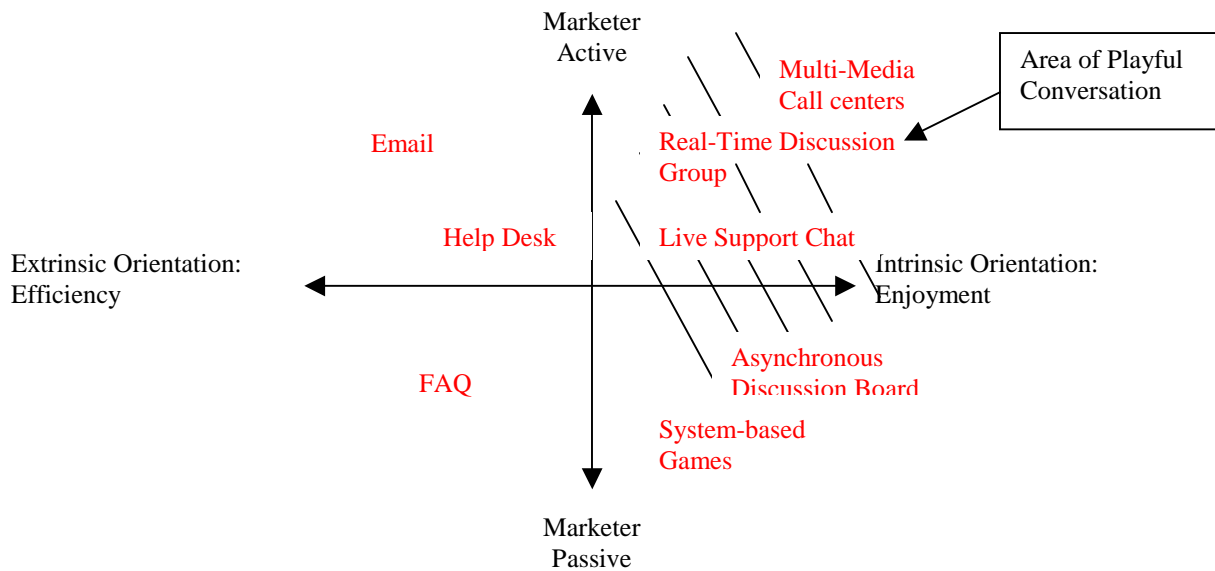 Marketer
Active
Multi-Media
Call centers
Area of Playful
Conversation
Email
Real-Time Discussion
Group
Help Desk
Live Support Chat
Extrinsic Orientation:
Efficiency
Intrinsic Orientation:
Enjoyment
Asynchronous
Discussion Board
FAQ
System-based
Games
Marketer
Passive